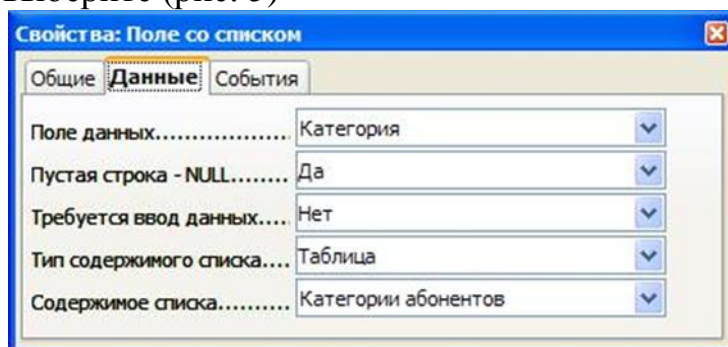 Свойства: Поле со списком
Общие Данные События
Поле данных.................. Категория
Пустая строка - NULL........ Да
Требуется ввод данных.... Нет
Тип содержимого списка.... Таблица
Содержимое списка.......... Категории абонентов